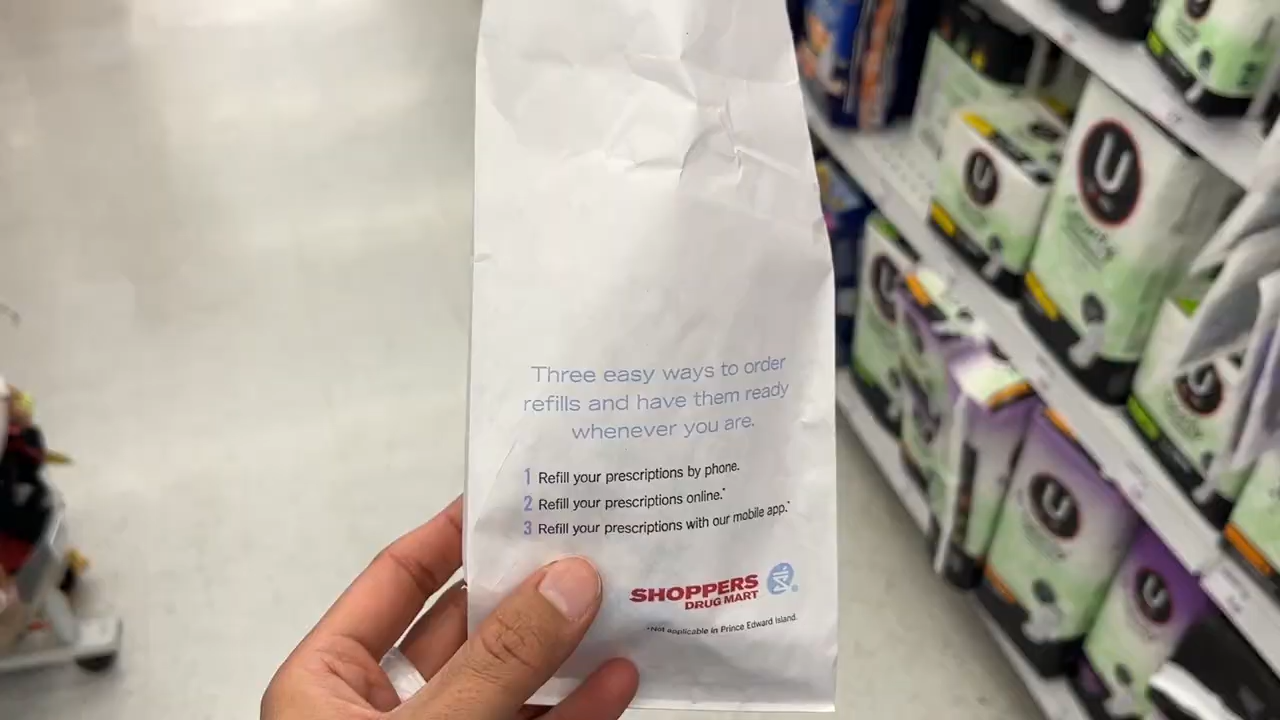 Three easy ways to order
refills and have them ready
whenever you are.
1 Refill your prescriptions by phone.
2 Refill your prescriptions online.*
3 Refill your prescriptions with our mobile app.*
SHOPPERS
DRUG MART
*Not applicable in Prince Edward Island.
U
U
U
U
U
U